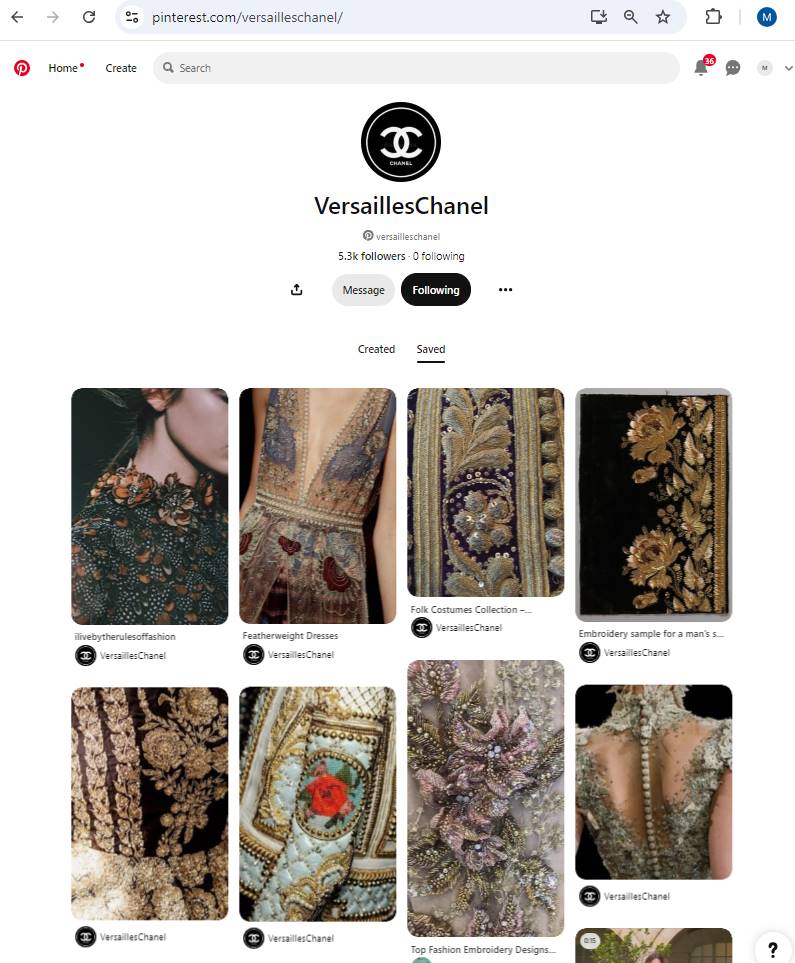 pinterest.com/versailleschanel/
M
Home
Create
Search
36
M
CHANEL
VersaillesChanel
versailleschanel
5.3k followers · 0 following
Message
Following
Created
Saved
ilivebytherulesoffashion
VersaillesChanel
Featherweight Dresses
VersaillesChanel
Folk Costumes Collection –...
VersaillesChanel
Embroidery sample for a man's s...
VersaillesChanel
VersaillesChanel
VersaillesChanel
Top Fashion Embroidery Designs...
VersaillesChanel
0:15
?